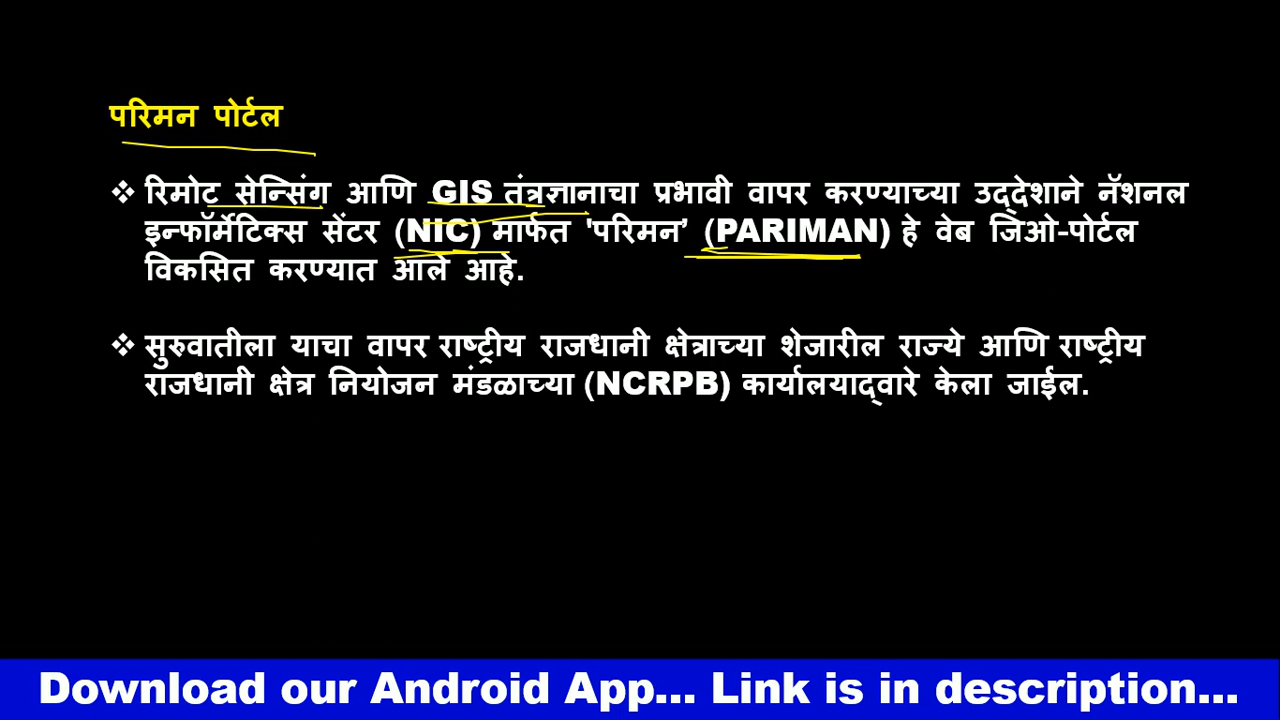 परिमन पोर्टल
❖ रिमोट सेन्सिंग आणि GIS तंत्रज्ञानाचा प्रभावी वापर करण्याच्या उद्देशाने नॅशनल
इन्फॉर्मेटिक्स सेंटर (NIC) मार्फत 'परिमन’ (PARIMAN) हे वेब जिओ-पोर्टल
विकसित करण्यात आले आहे.
❖ सुरुवातीला याचा वापर राष्ट्रीय राजधानी क्षेत्राच्या शेजारील राज्ये आणि राष्ट्रीय
राजधानी क्षेत्र नियोजन मंडळाच्या (NCRPB) कार्यालयाद्वारे केला जाईल.
Download our Android App... Link is in description...